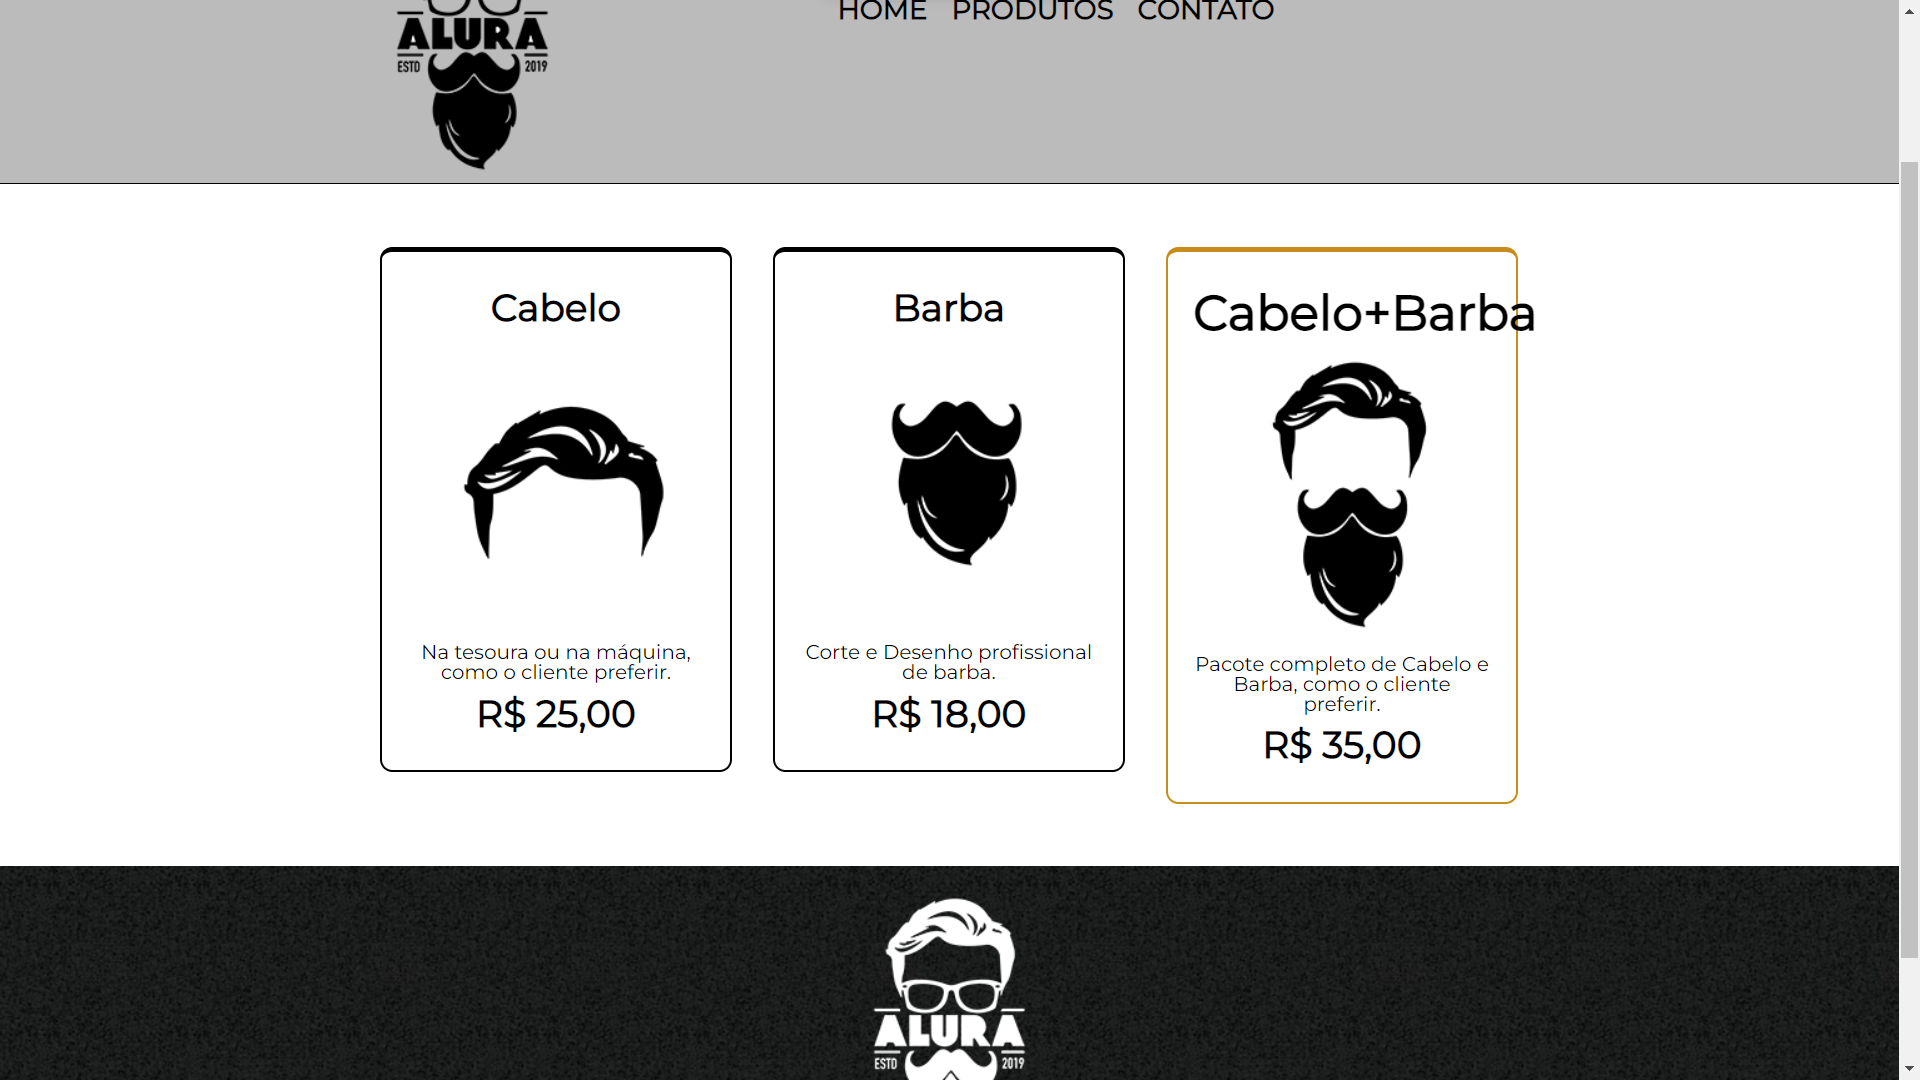 ALURA
ESTD 2019
HOME PRODUTOS CONTATO
Cabelo
Na tesoura ou na máquina,
como o cliente preferir.
R$ 25,00
Barba
Corte e Desenho profissional
de barba.
R$ 18,00
Cabelo+Barba
Pacote completo de Cabelo e
Barba, como o cliente
preferir.
R$ 35,00
ALURA
ESTD 2019